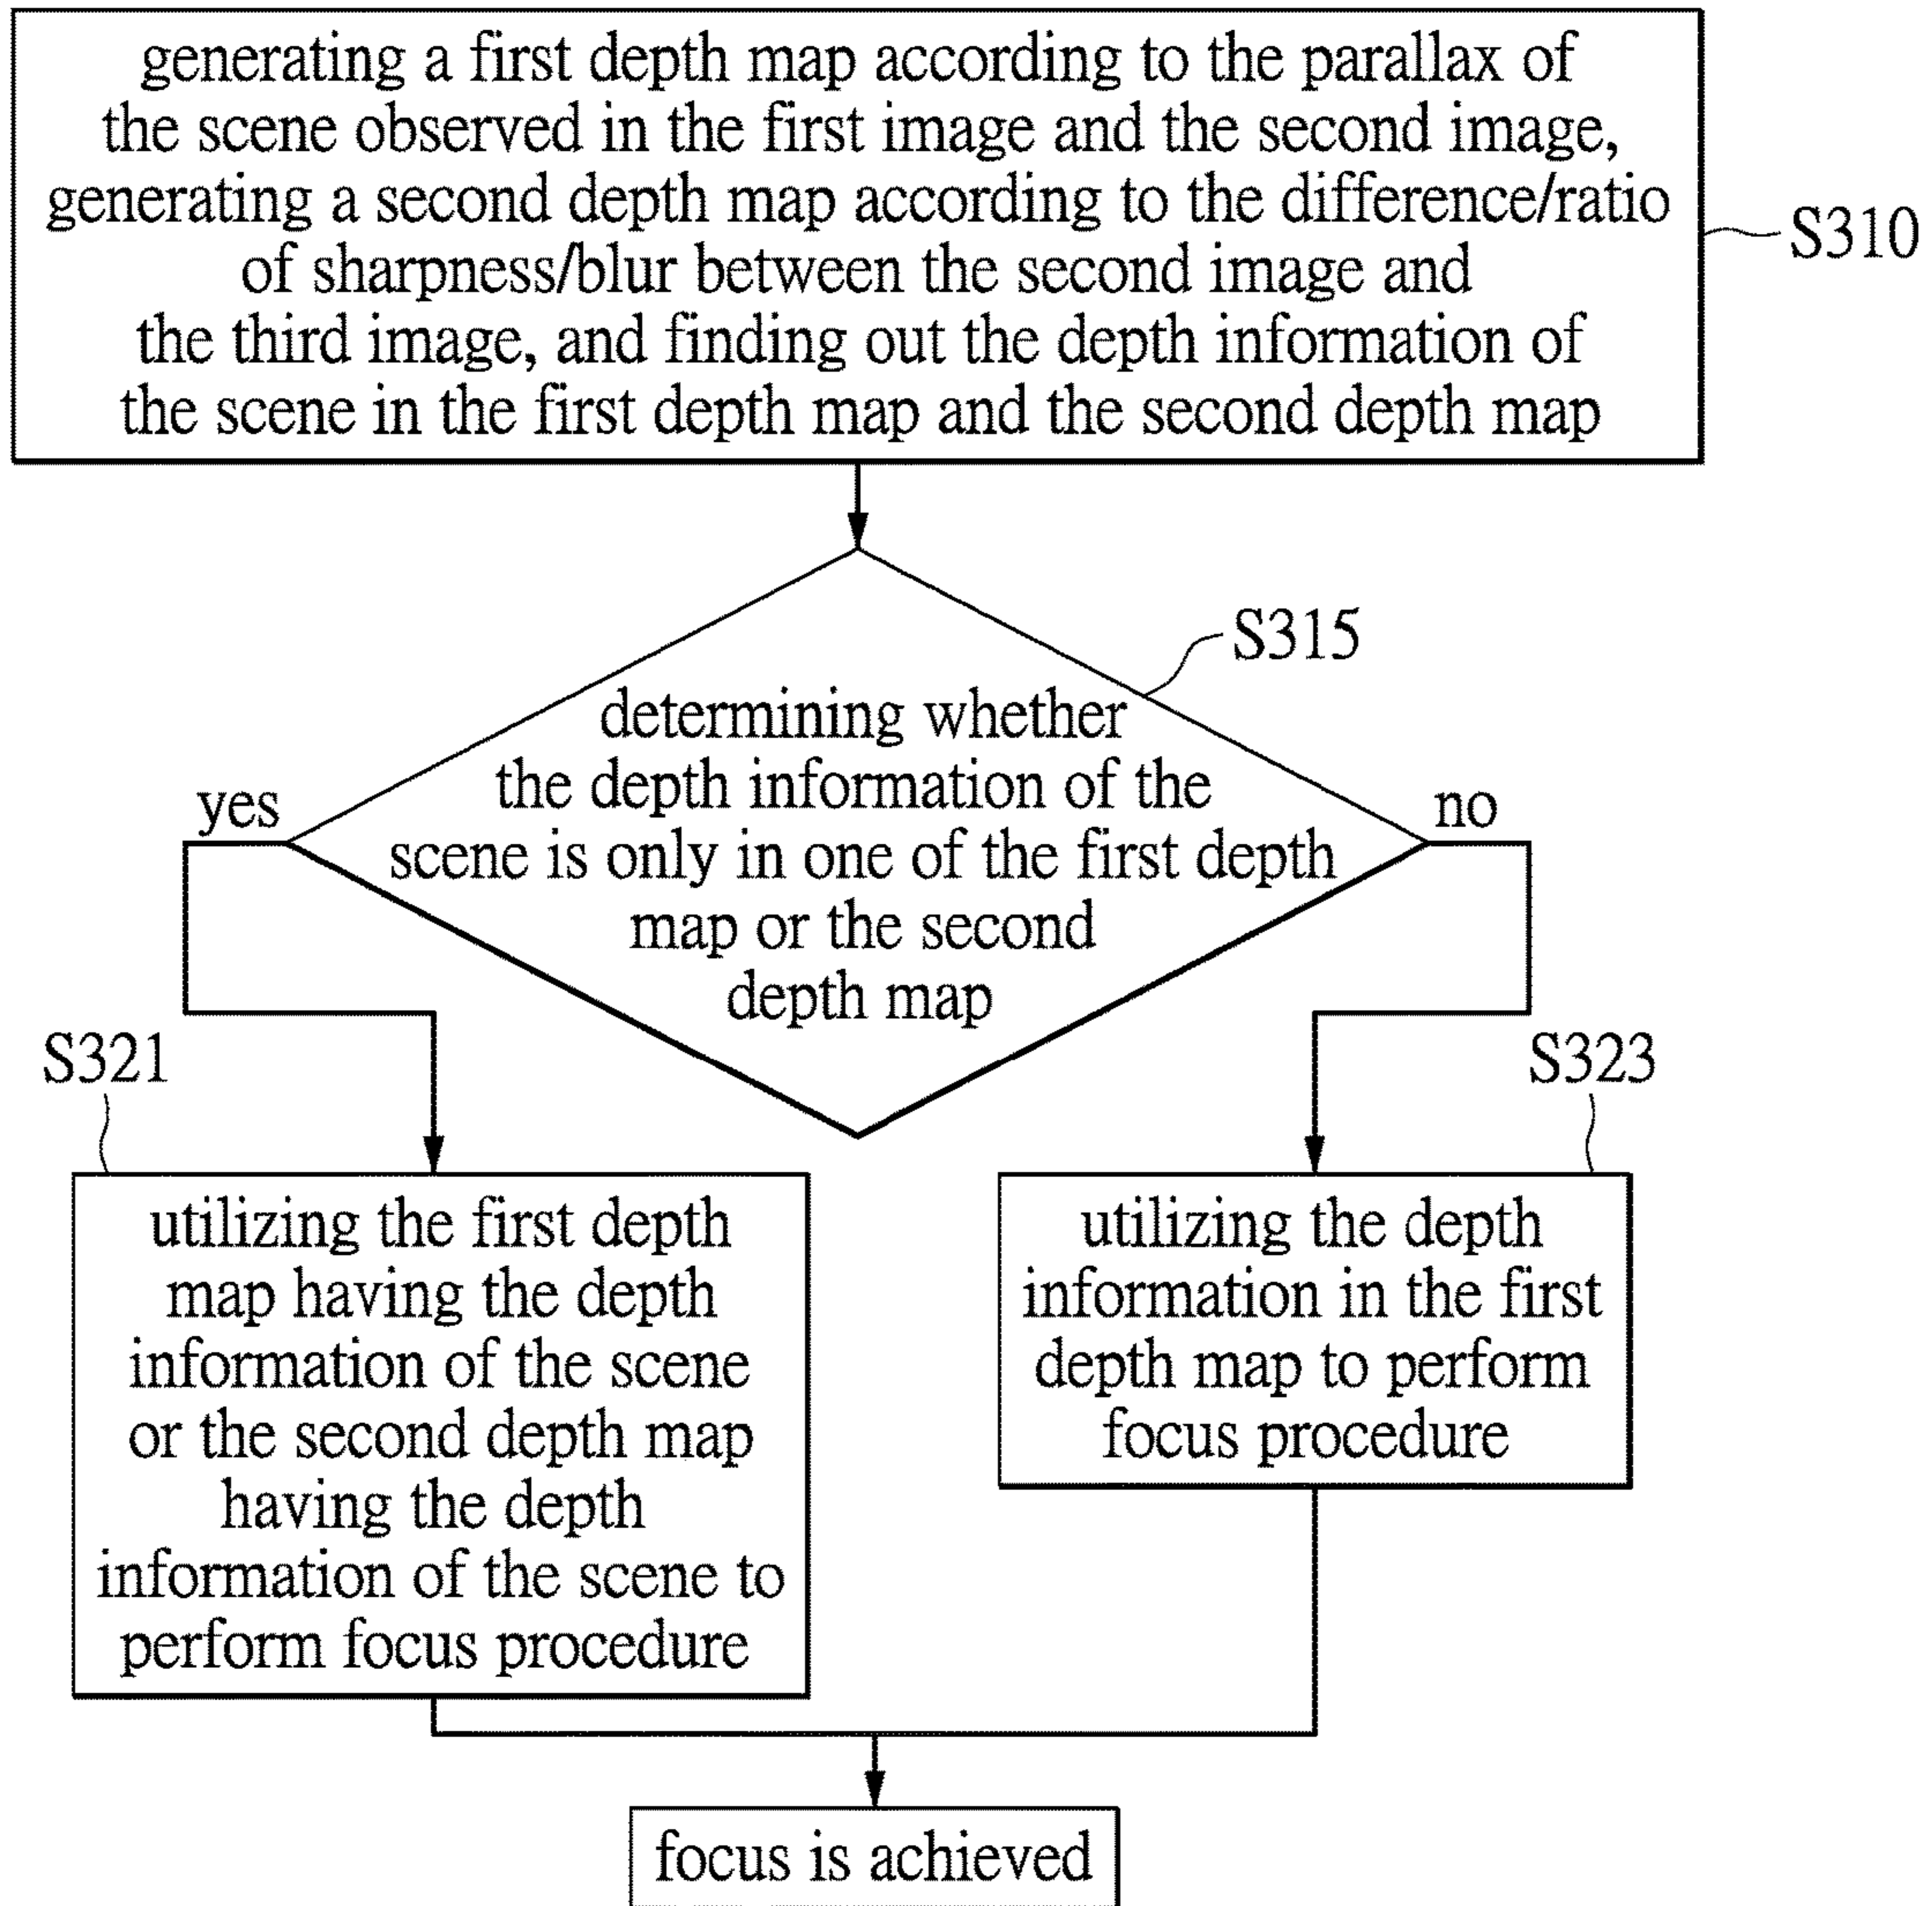 generating a first depth map according to the parallax of
the scene observed in the first image and the second image,
generating a second depth map according to the difference/ratio
of sharpness/blur between the second image and
the third image, and finding out the depth information of
the scene in the first depth map and the second depth map
S310
S315
determining whether
the depth information of the
scene is only in one of the first depth
map or the second
depth map
yes
no
S321
S323
utilizing the first depth
map having the depth
information of the scene
or the second depth map
having the depth
information of the scene to
perform focus procedure
utilizing the depth
information in the first
depth map to perform
focus procedure
focus is achieved